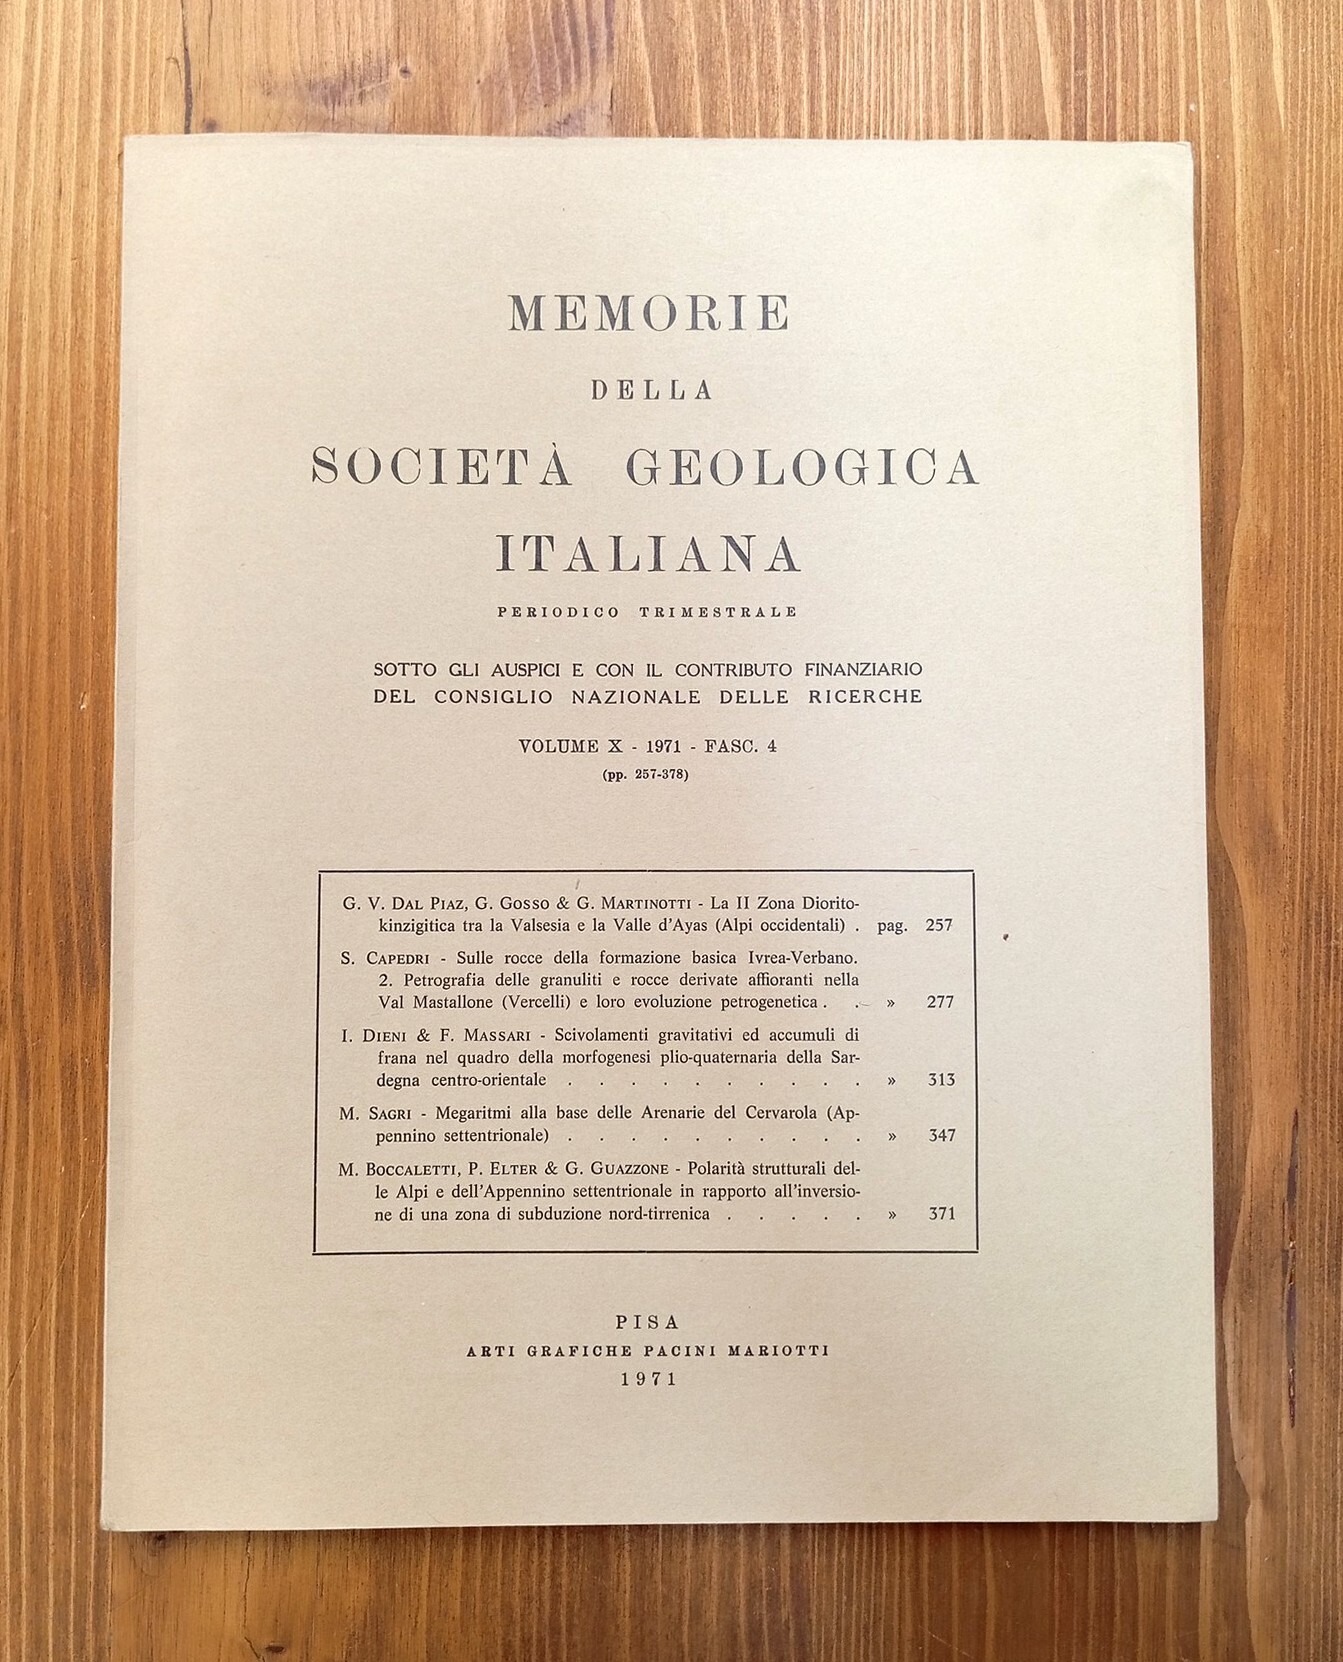 MEMORIE
DELLA
SOCIETÀ GEOLOGICA
ITALIANA
PERIODICO TRIMESTRALE
SOTTO GLI AUSPICI E CON IL CONTRIBUTO FINANZIARIO
DEL CONSIGLIO NAZIONALE DELLE RICERCHE
VOLUME X - 1971 - FASC. 4
(pp. 257-378)
G. V. DAL PIAZ, G. GOSSO & G. MARTINOTTI - La II Zona Diorito-
kinzigitica tra la Valsesia e la Valle d'Ayas (Alpi occidentali) . pag. 257
S. CAPEDRI - Sulle rocce della formazione basica Ivrea-Verbano.
2. Petrografia delle granuliti e rocce derivate affioranti nella
Val Mastallone (Vercelli) e loro evoluzione petrogenetica . . » 277
I. DIENI & F. MASSARI - Scivolamenti gravitativi ed accumuli di
frana nel quadro della morfogenesi plio-quaternaria della Sar-
degna centro-orientale . . . . . . . . . . » 313
M. SAGRI - Megaritmi alla base delle Arenarie del Cervarola (Ap-
pennino settentrionale) . . . . . . . . . . » 347
M. BOCCALETTI, P. ELTER & G. GUAZZONE - Polarità strutturali del-
le Alpi e dell'Appennino settentrionale in rapporto all'inversio-
ne di una zona di subduzione nord-tirrenica . . . . . » 371
PISA
ARTI GRAFICHE PACINI MARIOTTI
1971